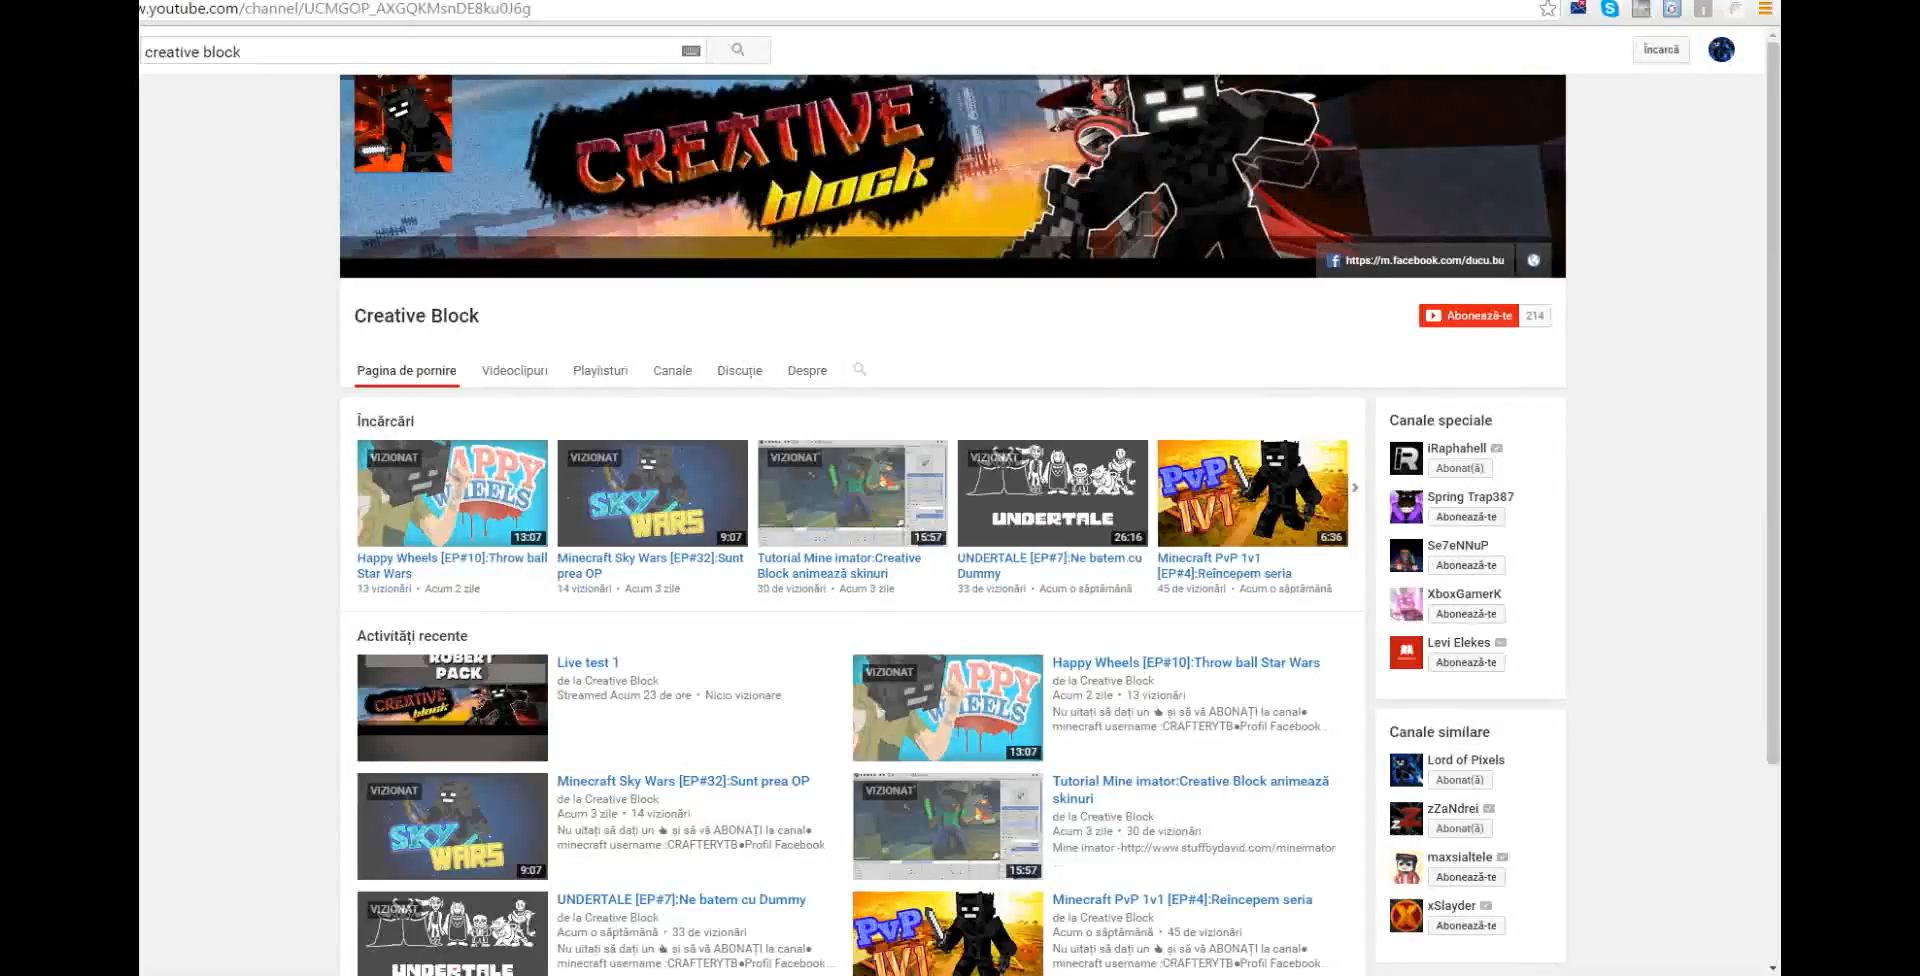 w.youtube.com/channel/UCMGOP_AXGQKMsnDE8ku0J6g
creative block
Încarcă
CREATIVE
block
https://m.facebook.com/ducu.bu
Creative Block
Abonează-te 214
Pagina de pornire Videoclipuri Playlisturi Canale Discuție Despre
Încărcări
VIZIONAT
HAPPY WHEELS
13:07
Happy Wheels [EP#10]:Throw ball
Star Wars
13 vizionări • Acum 2 zile
VIZIONAT
SKY WARS
9:07
Minecraft Sky Wars [EP#32]:Sunt
prea OP
14 vizionări • Acum 3 zile
VIZIONAT
15:57
Tutorial Mine imator:Creative
Block animează skinuri
30 de vizionări • Acum 3 zile
VIZIONAT
UNDERTALE
26:16
UNDERTALE [EP#7]:Ne batem cu
Dummy
33 de vizionări • Acum o săptămână
PvP
1V1
6:36
Minecraft PvP 1v1
[EP#4]:Reîncepem seria
45 de vizionări • Acum o săptămână
Activități recente
ROBERT
PACK
CREATIVE
block
Live test 1
de la Creative Block
Streamed Acum 23 de ore • Nicio vizionare
VIZIONAT
HAPPY WHEELS
13:07
Happy Wheels [EP#10]:Throw ball Star Wars
de la Creative Block
Acum 2 zile • 13 vizionări
Nu uitați să dați un 👍 și să vă ABONAȚI la canal●
minecraft username :CRAFTERYTB●Profil Facebook...
VIZIONAT
SKY WARS
9:07
Minecraft Sky Wars [EP#32]:Sunt prea OP
de la Creative Block
Acum 3 zile • 14 vizionări
Nu uitați să dați un 👍 și să vă ABONAȚI la canal●
minecraft username :CRAFTERYTB●Profil Facebook
VIZIONAT
15:57
Tutorial Mine imator:Creative Block animează
skinuri
de la Creative Block
Acum 3 zile • 30 de vizionări
Mine imator -http://www.stuffbydavid.com/mineimator
...
VIZIONAT
UNDERTALE
UNDERTALE [EP#7]:Ne batem cu Dummy
de la Creative Block
Acum o săptămână • 33 de vizionări
Nu uitați să dați un 👍 și să vă ABONAȚI la canal●
minecraft username :CRAFTERYTB●Profil Facebook...
PvP
1V1
Minecraft PvP 1v1 [EP#4]:Reîncepem seria
de la Creative Block
Acum o săptămână • 45 de vizionări
Nu uitați să dați un 👍 și să vă ABONAȚI la canal●
minecraft username :CRAFTERYTB●Profil Facebook...
Canale speciale
iRaphahell
Abonat(ă)
Spring Trap387
Abonează-te
Se7eNNuP
Abonează-te
XboxGamerK
Abonează-te
Levi Elekes
Abonează-te
Canale similare
Lord of Pixels
Abonat(ă)
zZaNdrei
Abonat(ă)
maxsialtele
Abonează-te
xSlayder
Abonează-te